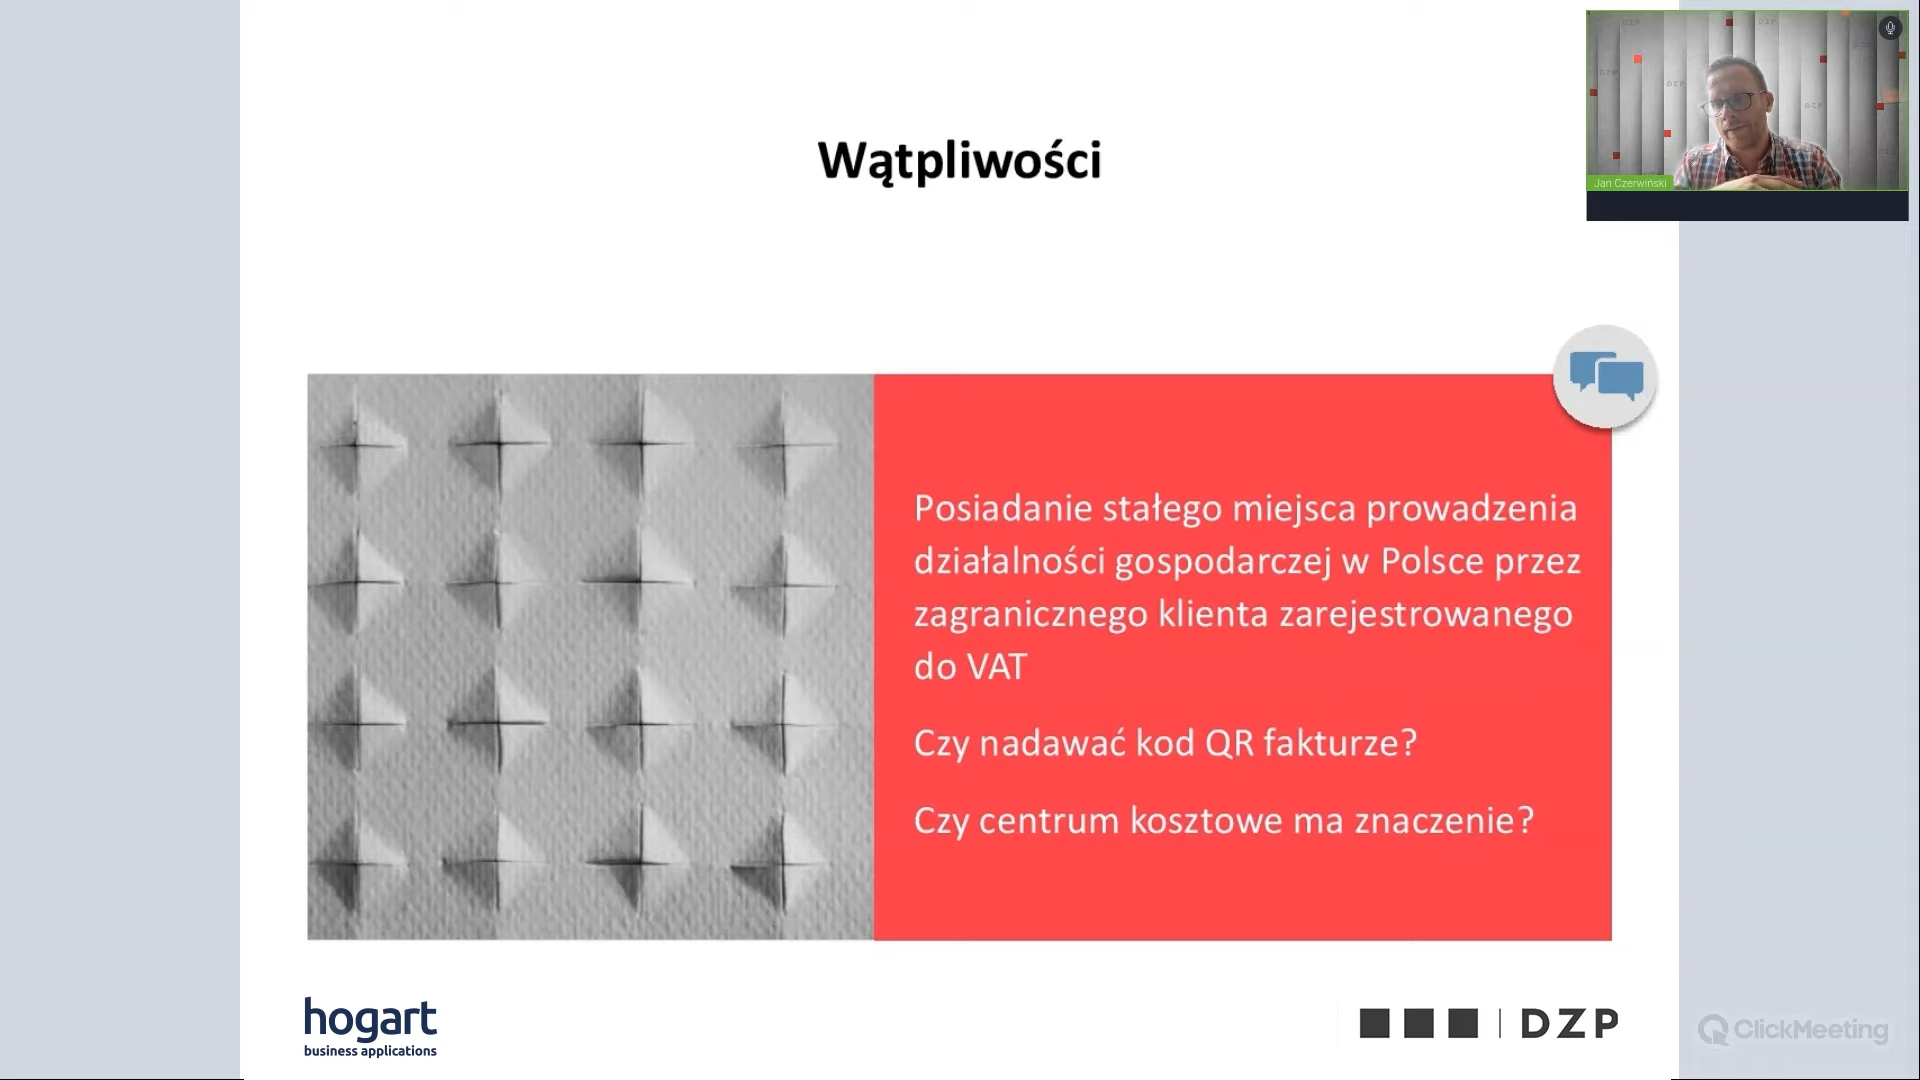 Wątpliwości
Jan Czerwiński
Posiadanie stałego miejsca prowadzenia
działalności gospodarczej w Polsce przez
zagranicznego klienta zarejestrowanego
do VAT
Czy nadawać kod QR fakturze?
Czy centrum kosztowe ma znaczenie?
hogart
business applications
DZP
ClickMeeting